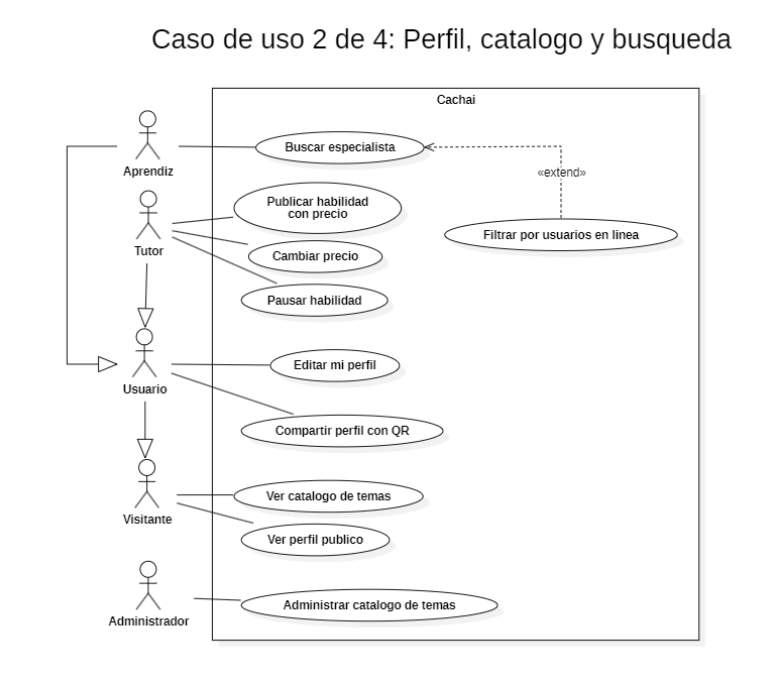 Caso de uso 2 de 4: Perfil, catalogo y busqueda
Cachai
Aprendiz
Buscar especialista
«extend»
Filtrar por usuarios en linea
Tutor
Publicar habilidad
con precio
Cambiar precio
Pausar habilidad
Usuario
Editar mi perfil
Compartir perfil con QR
Visitante
Ver catalogo de temas
Ver perfil publico
Administrador
Administrar catalogo de temas